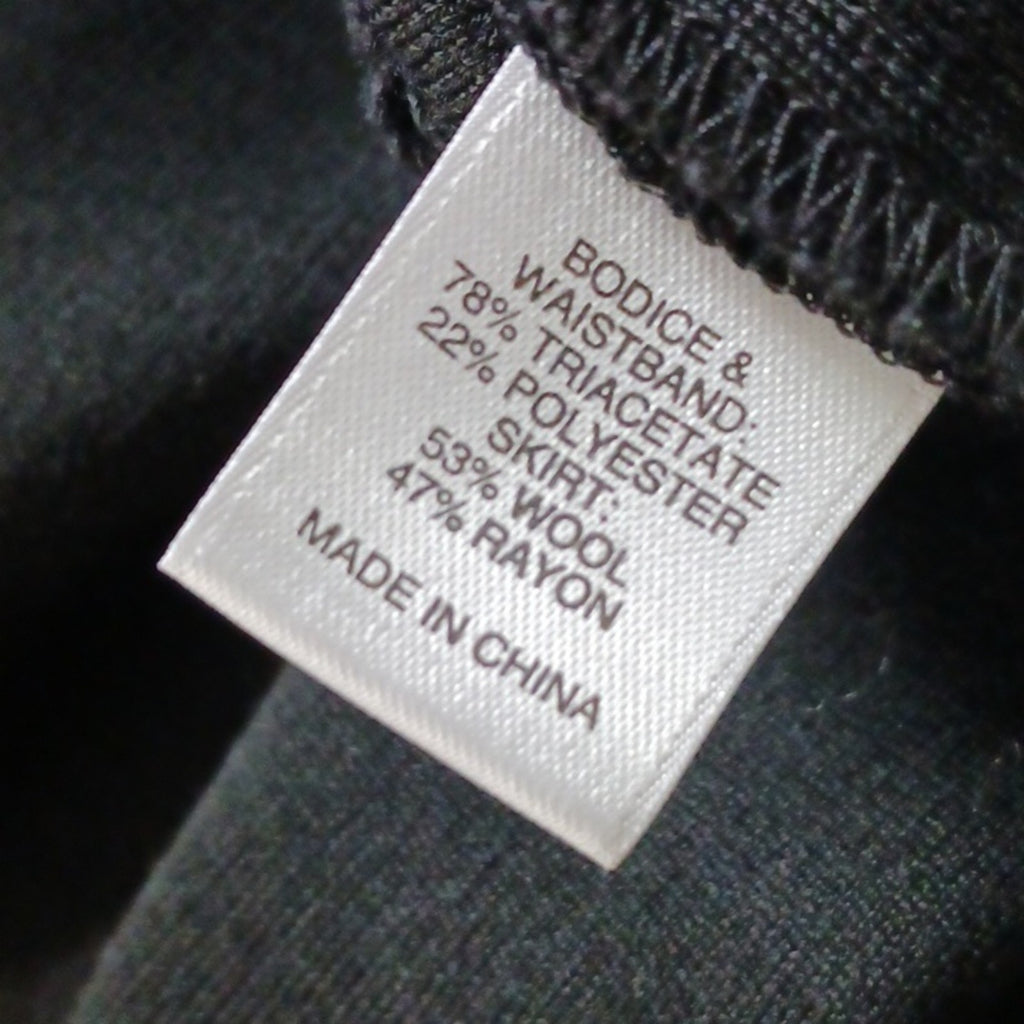 BODICE &
WAISTBAND:
78% TRIACETATE
22% POLYESTER
SKIRT:
53% WOOL
47% RAYON
MADE IN CHINA